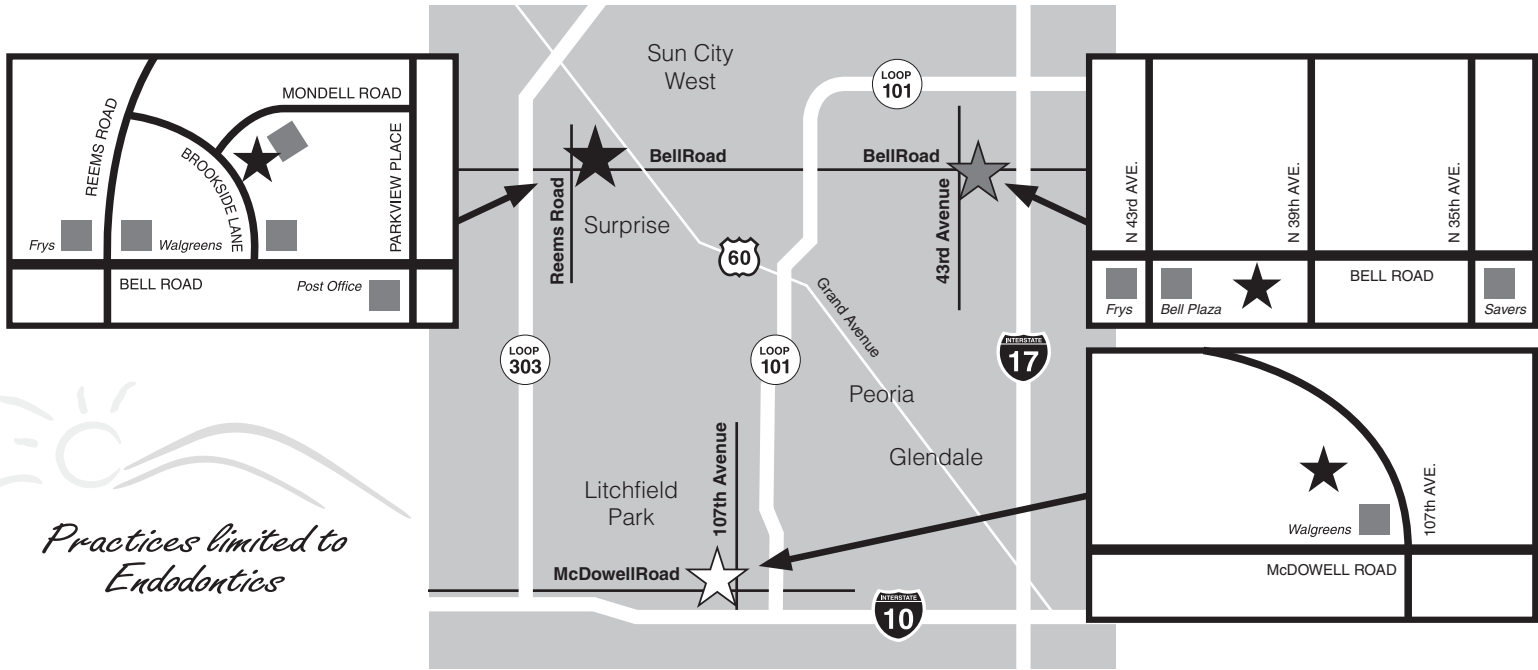 REEMS ROAD
MONDELL ROAD
BROOKSIDE LANE
PARKVIEW PLACE
Frys
Walgreens
BELL ROAD
Post Office
Practices limited to
Endodontics
Sun City
West
LOOP
101
BellRoad
BellRoad
Reems Road
Surprise
43rd Avenue
60
Grand Avenue
LOOP
303
LOOP
101
INTERSTATE
17
Peoria
Glendale
Litchfield
Park
107th Avenue
McDowellRoad
INTERSTATE
10
N 43rd AVE.
N 39th AVE.
N 35th AVE.
BELL ROAD
Frys
Bell Plaza
Savers
Walgreens
107th AVE.
McDOWELL ROAD